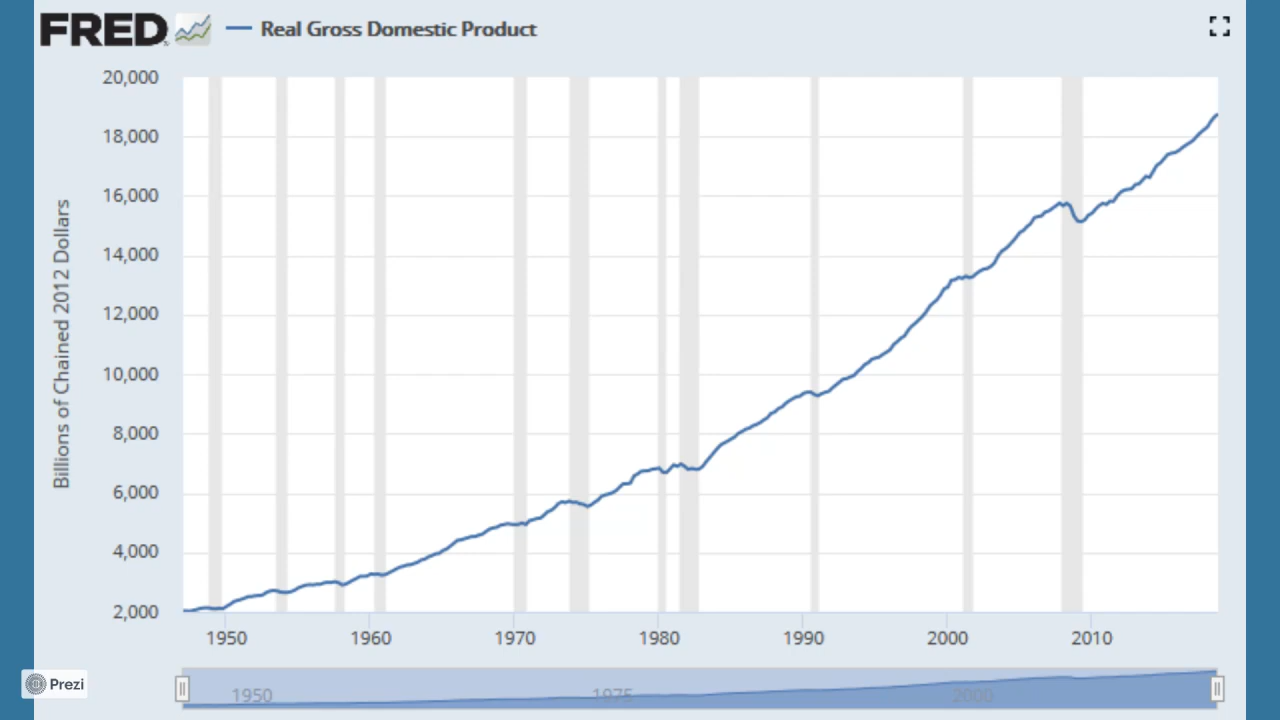 FRED
Real Gross Domestic Product
Billions of Chained 2012 Dollars
20,000
18,000
16,000
14,000
12,000
10,000
8,000
6,000
4,000
2,000
1950 1960 1970 1980 1990 2000 2010
1950 1975 2000
Prezi